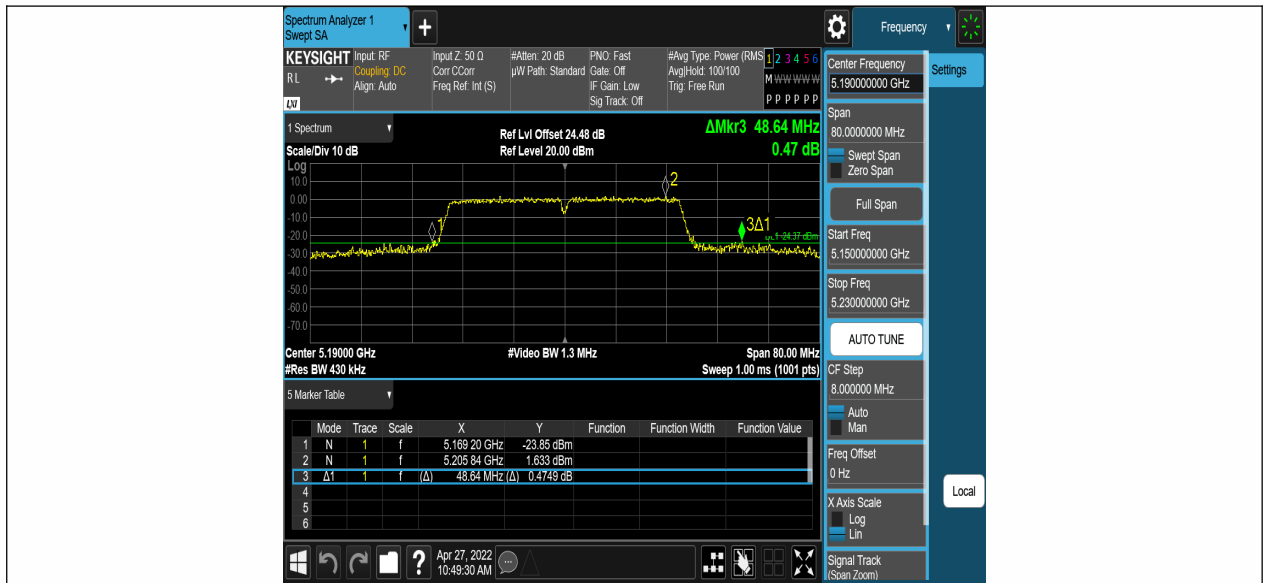 Spectrum Analyzer 1
Swept SA
+
Frequency
KEYSIGHT
RL
LXI
Input: RF
Coupling: DC
Align: Auto
Input Z: 50 Ω
Corr CCorr
Freq Ref: Int (S)
#Atten: 20 dB
µW Path: Standard
PNO: Fast
Gate: Off
IF Gain: Low
Sig Track: Off
#Avg Type: Power (RMS
Avg|Hold: 100/100
Trig: Free Run
1 2 3 4 5 6
M W W W W W
P P P P P P
1 Spectrum
Scale/Div 10 dB
Ref Lvl Offset 24.48 dB
Ref Level 20.00 dBm
ΔMkr3 48.64 MHz
0.47 dB
Log
10.0
0.00
-10.0
-20.0
-30.0
-40.0
-50.0
-60.0
-70.0
1
2
3Δ1
DL1 -24.37 dBm
Center 5.19000 GHz
#Video BW 1.3 MHz
Span 80.00 MHz
#Res BW 430 kHz
Sweep 1.00 ms (1001 pts)
5 Marker Table
Mode Trace Scale X Y Function Function Width Function Value
1 N 1 f 5.169 20 GHz -23.85 dBm
2 N 1 f 5.205 84 GHz 1.633 dBm
3 Δ1 1 f (Δ) 48.64 MHz (Δ) 0.4749 dB
4
5
6
?
Apr 27, 2022
10:49:30 AM
Center Frequency
5.190000000 GHz
Settings
Span
80.0000000 MHz
Swept Span
Zero Span
Full Span
Start Freq
5.150000000 GHz
Stop Freq
5.230000000 GHz
AUTO TUNE
CF Step
8.000000 MHz
Auto
Man
Freq Offset
0 Hz
X Axis Scale
Log
Lin
Signal Track
(Span Zoom)
Local